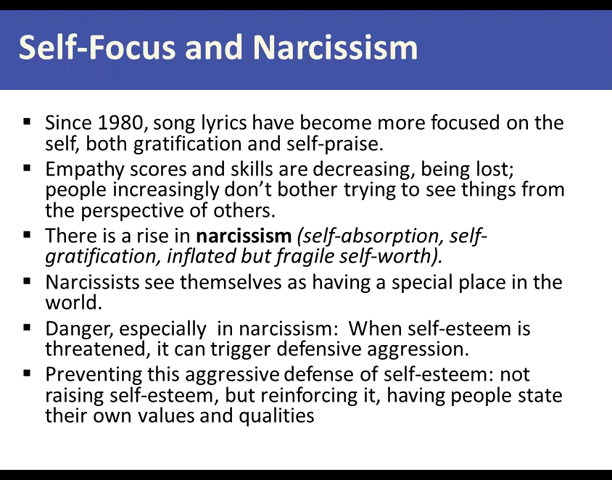 Self-Focus and Narcissism
▪ Since 1980, song lyrics have become more focused on the
self, both gratification and self-praise.
▪ Empathy scores and skills are decreasing, being lost;
people increasingly don’t bother trying to see things from
the perspective of others.
▪ There is a rise in narcissism (self-absorption, self-
gratification, inflated but fragile self-worth).
▪ Narcissists see themselves as having a special place in the
world.
▪ Danger, especially in narcissism: When self-esteem is
threatened, it can trigger defensive aggression.
▪ Preventing this aggressive defense of self-esteem: not
raising self-esteem, but reinforcing it, having people state
their own values and qualities